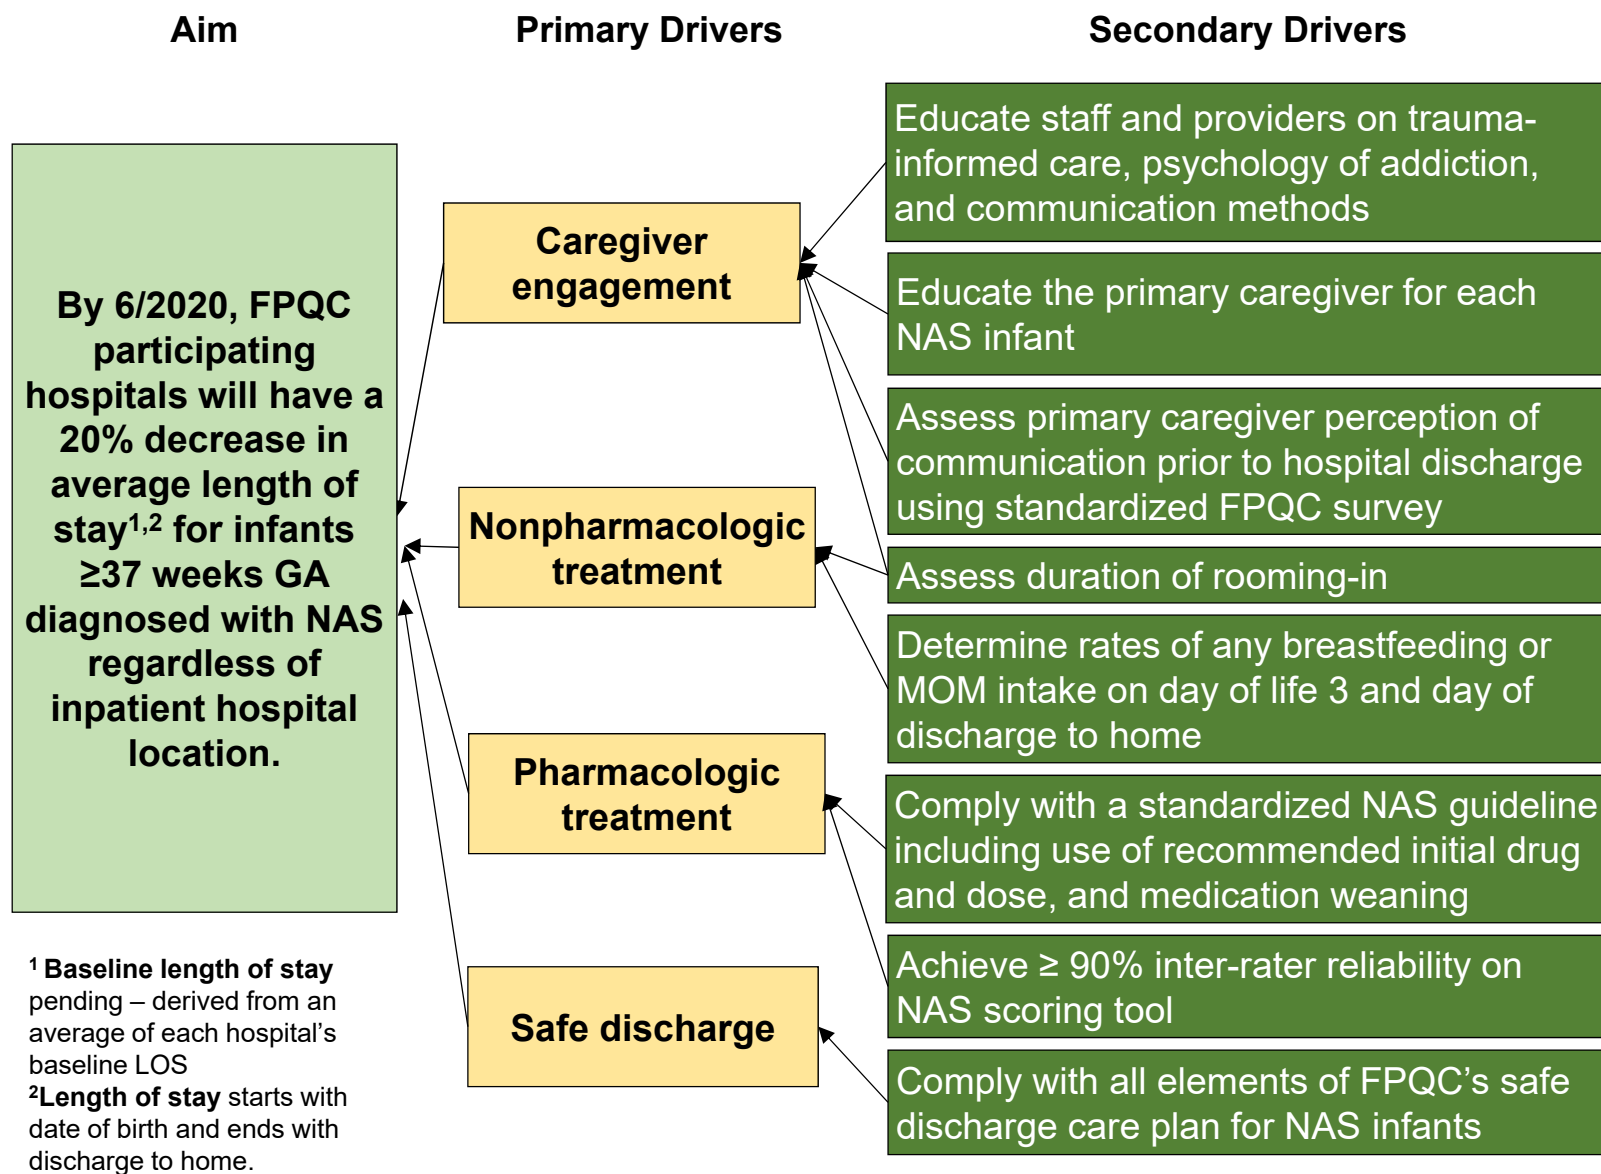 Aim
Primary Drivers
Secondary Drivers
By 6/2020, FPQC
participating
hospitals will have a
20% decrease in
average length of
stay1,2 for infants
≥37 weeks GA
diagnosed with NAS
regardless of
inpatient hospital
location.
1 Baseline length of stay
pending – derived from an
average of each hospital’s
baseline LOS
2Length of stay starts with
date of birth and ends with
discharge to home.
Caregiver
engagement
Nonpharmacologic
treatment
Pharmacologic
treatment
Safe discharge
Educate staff and providers on trauma-
informed care, psychology of addiction,
and communication methods
Educate the primary caregiver for each
NAS infant
Assess primary caregiver perception of
communication prior to hospital discharge
using standardized FPQC survey
Assess duration of rooming-in
Determine rates of any breastfeeding or
MOM intake on day of life 3 and day of
discharge to home
Comply with a standardized NAS guideline
including use of recommended initial drug
and dose, and medication weaning
Achieve ≥ 90% inter-rater reliability on
NAS scoring tool
Comply with all elements of FPQC’s safe
discharge care plan for NAS infants